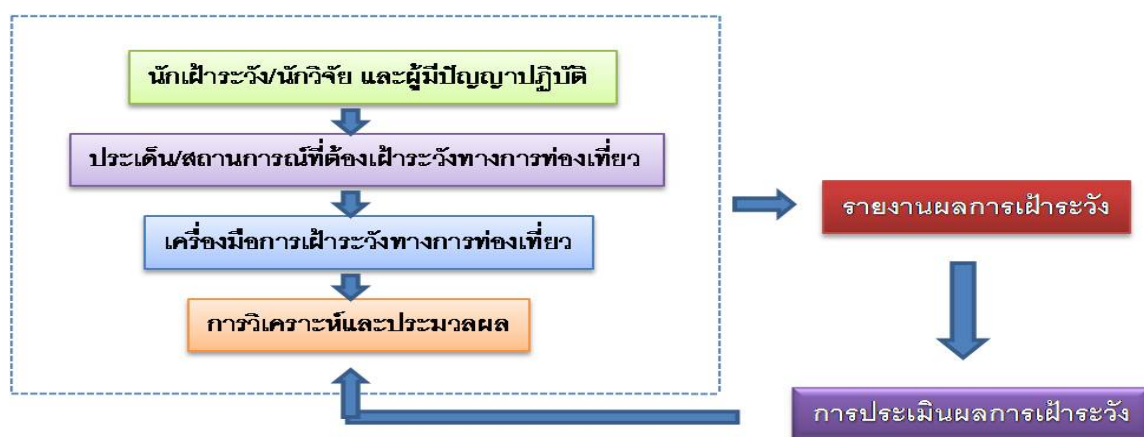 นักเฝ้าระวัง/นักวิจัย และผู้มีปัญญาปฏิบัติ
ประเด็น/สถานการณ์ที่ต้องเฝ้าระวังทางการท่องเที่ยว
เครื่องมือการเฝ้าระวังทางการท่องเที่ยว
การวิเคราะห์และประมวลผล
รายงานผลการเฝ้าระวัง
การประเมินผลการเฝ้าระวัง